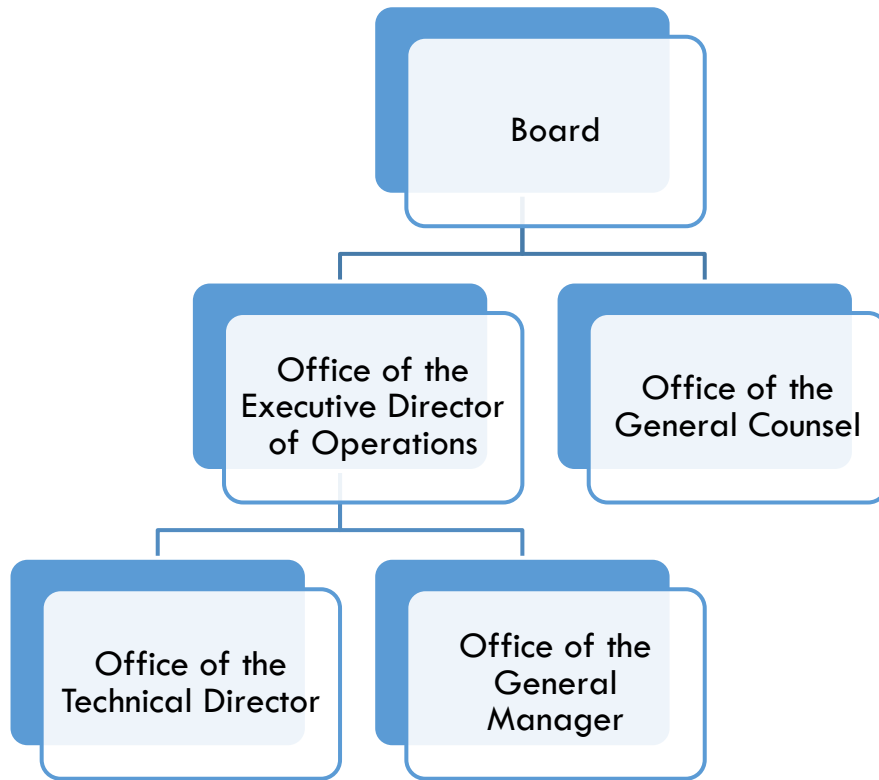 Board
Office of the
Executive Director
of Operations
Office of the
General Counsel
Office of the
Technical Director
Office of the
General
Manager